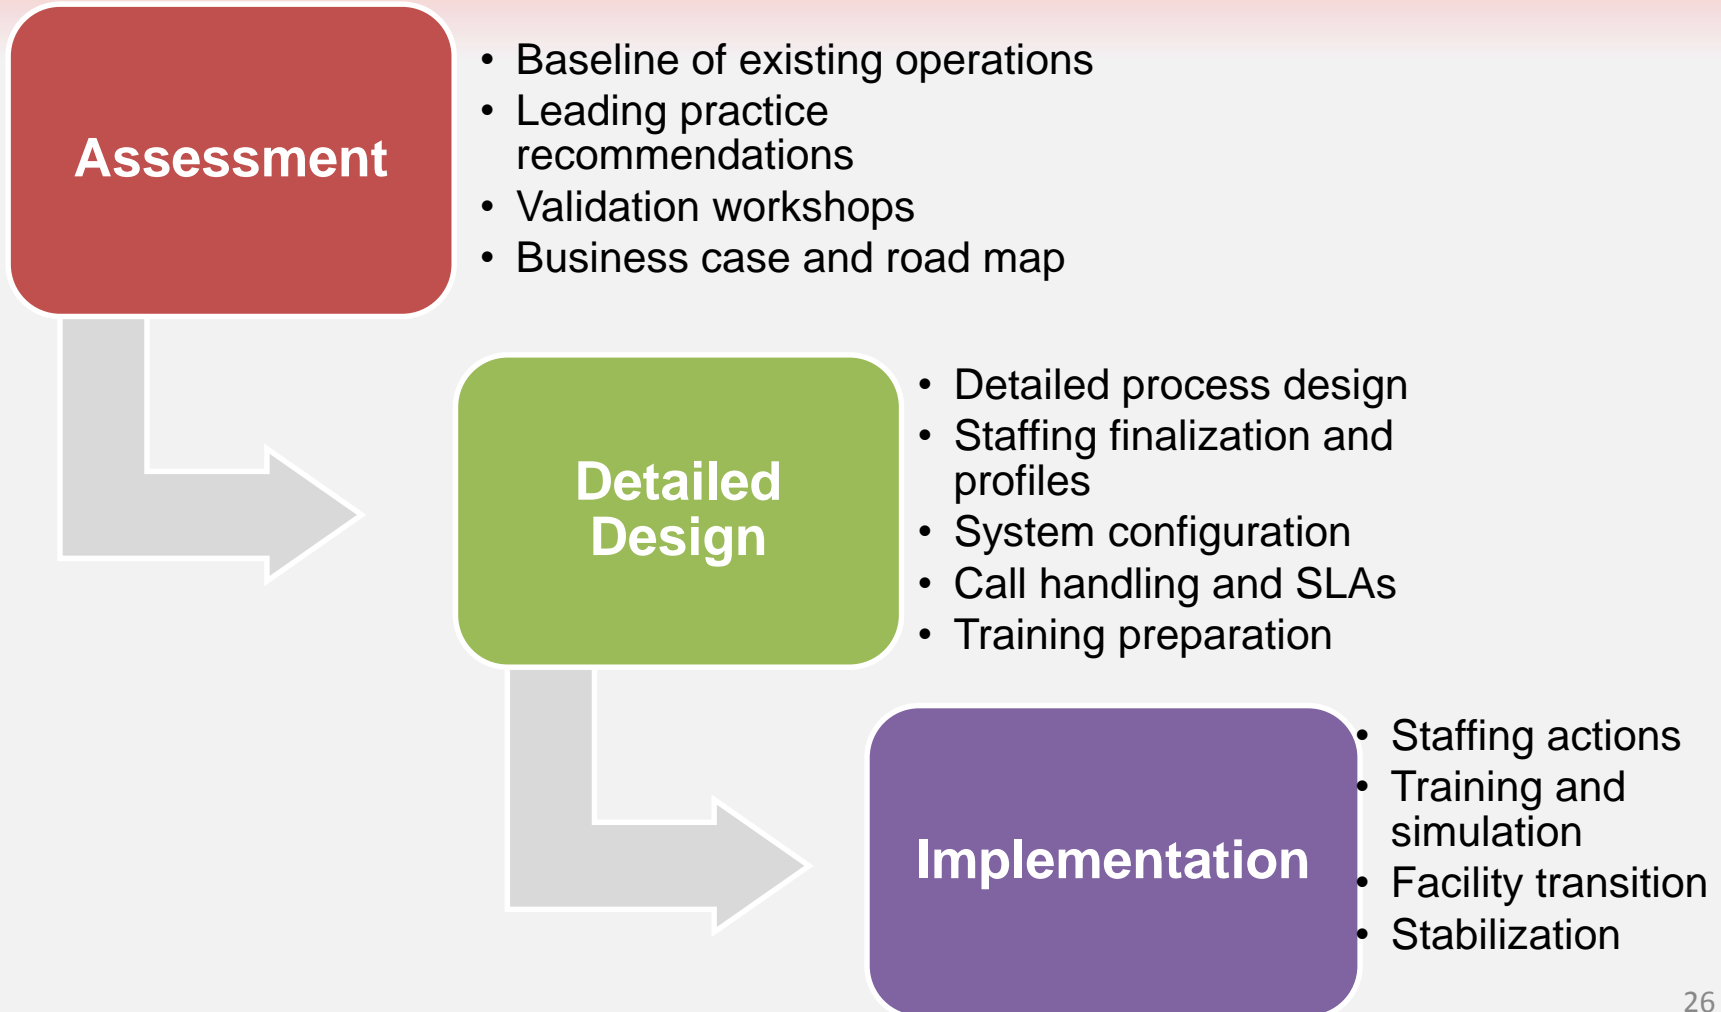 Assessment
• Baseline of existing operations
• Leading practice
recommendations
• Validation workshops
• Business case and road map
Detailed
Design
• Detailed process design
• Staffing finalization and
profiles
• System configuration
• Call handling and SLAs
• Training preparation
Implementation
• Staffing actions
• Training and
simulation
• Facility transition
• Stabilization
26